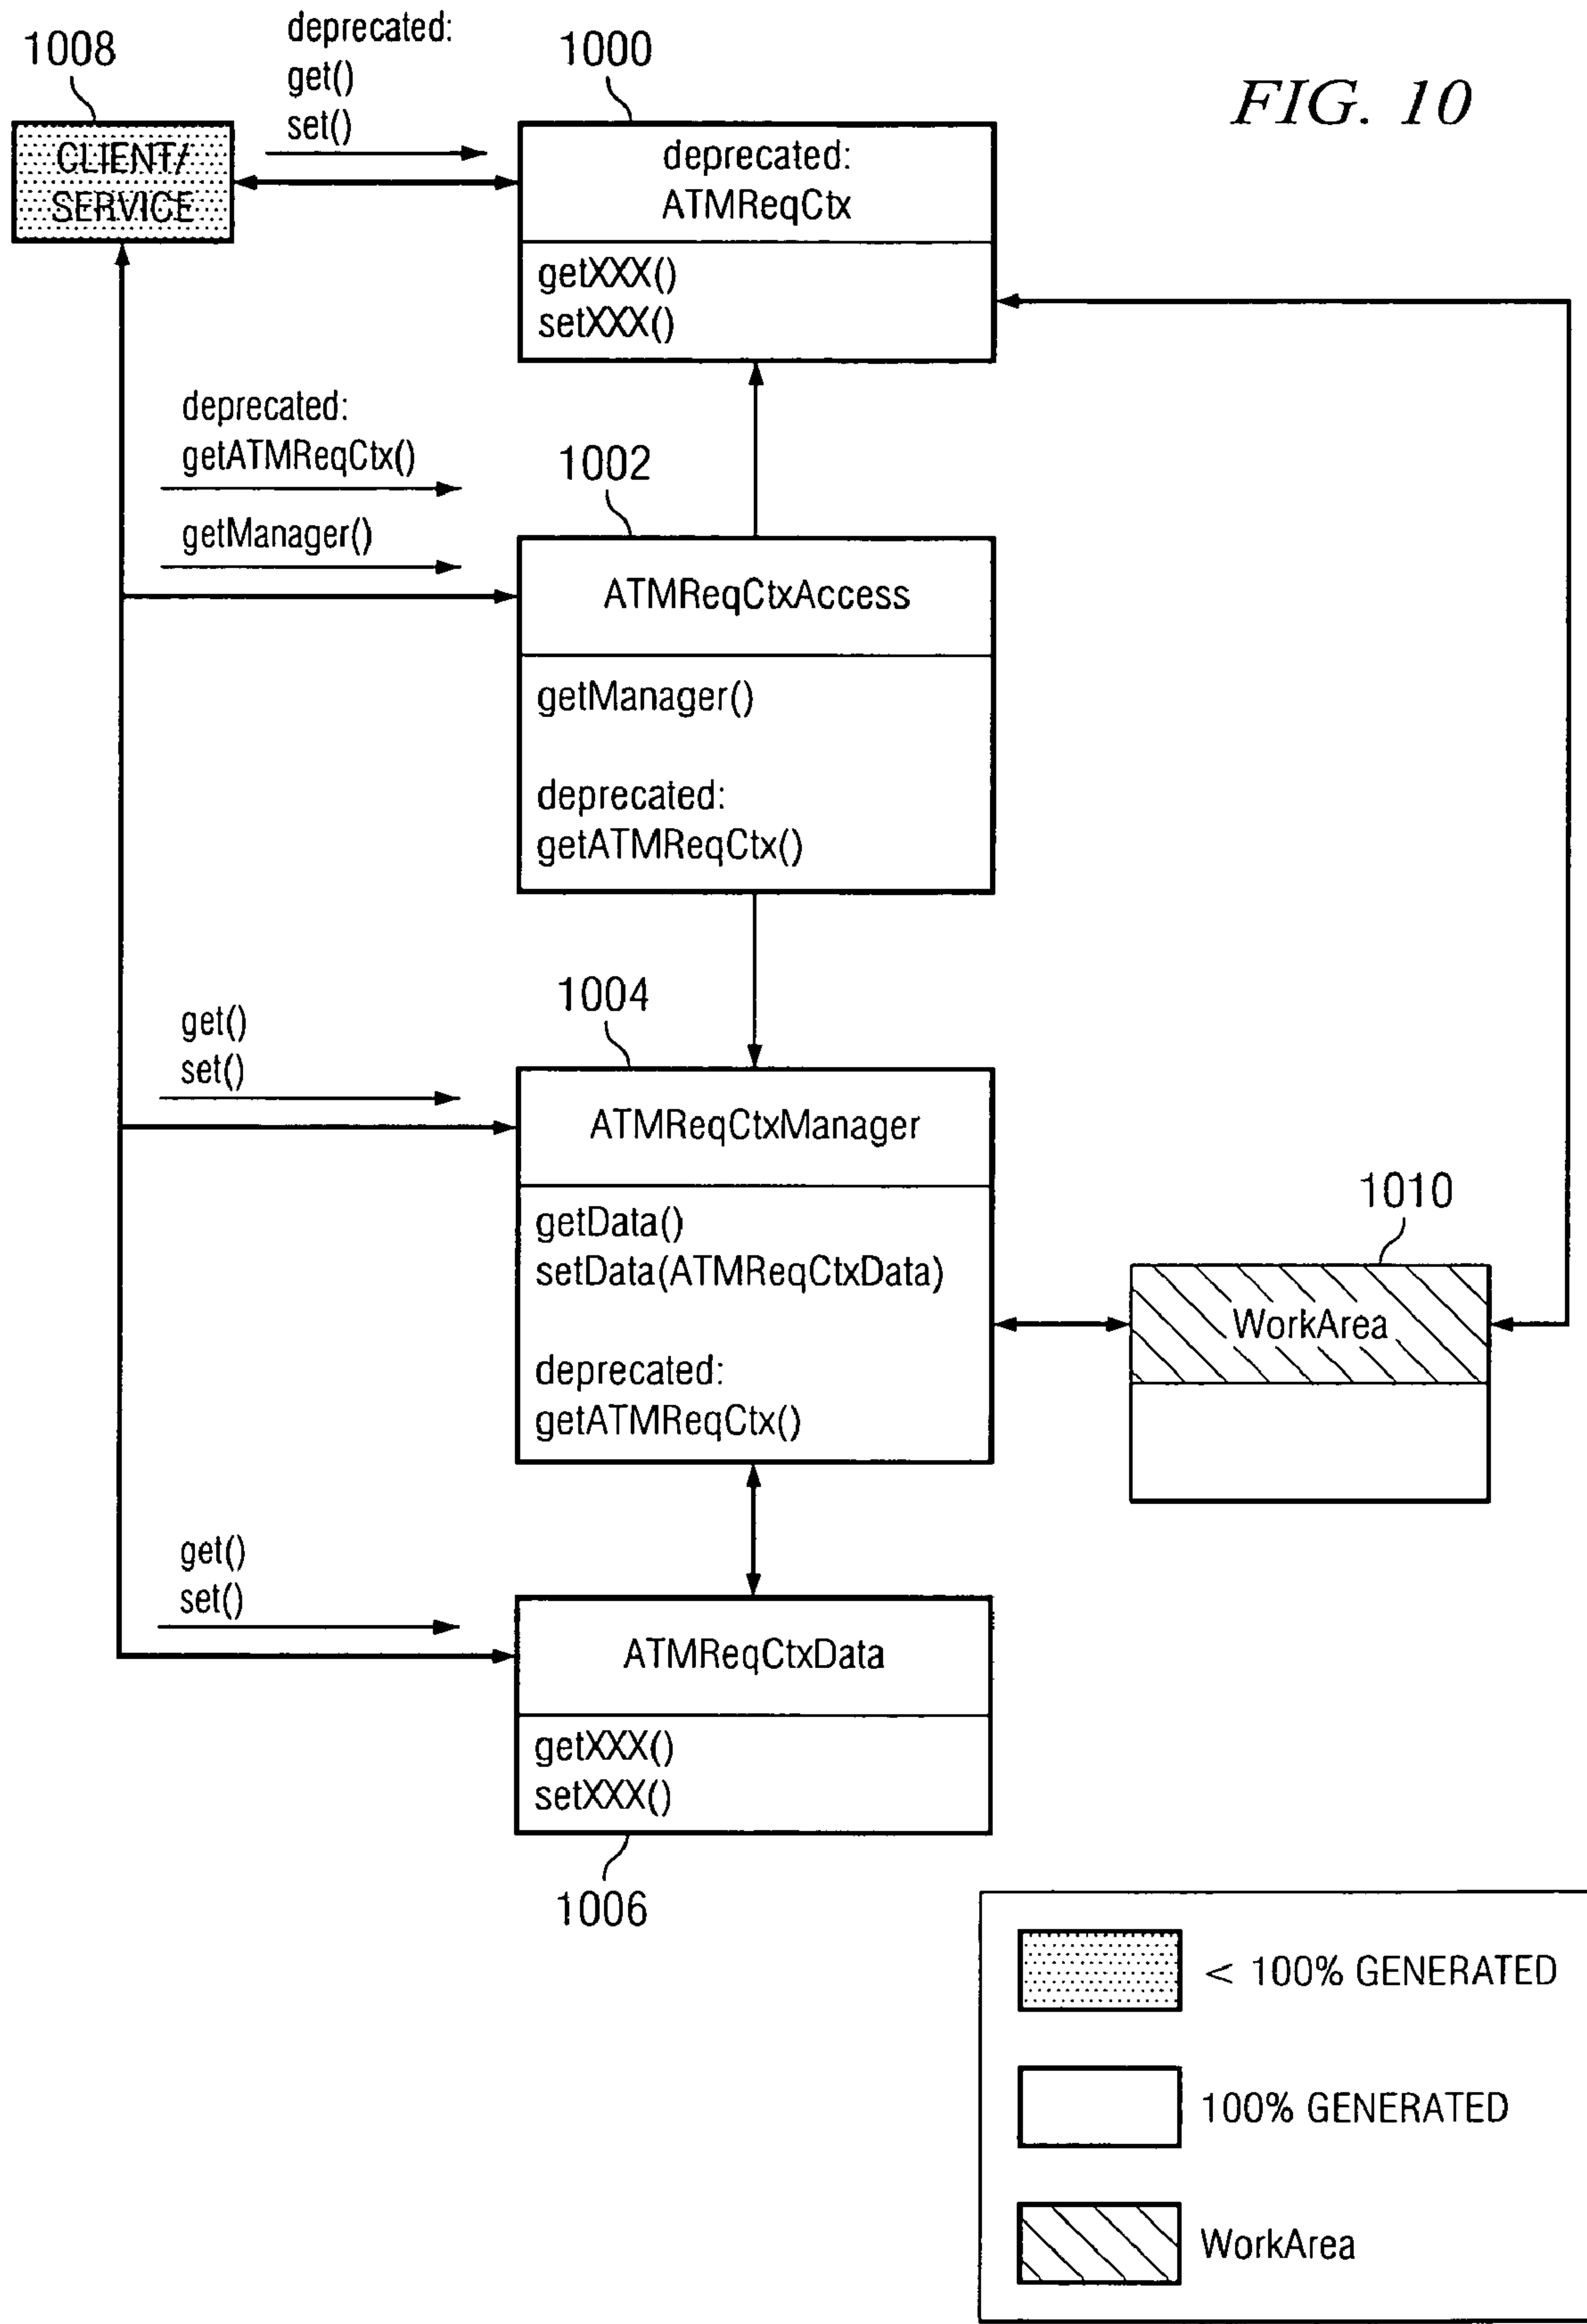 FIG. 10
1008
deprecated:
get()
set()
1000
CLIENT/
SERVICE
deprecated:
ATMReqCtx
getXXX()
setXXX()
deprecated:
getATMReqCtx()
getManager()
1002
ATMReqCtxAccess
getManager()
deprecated:
getATMReqCtx()
get()
set()
1004
ATMReqCtxManager
getData()
setData(ATMReqCtxData)
deprecated:
getATMReqCtx()
1010
WorkArea
get()
set()
ATMReqCtxData
getXXX()
setXXX()
1006
< 100% GENERATED
100% GENERATED
WorkArea